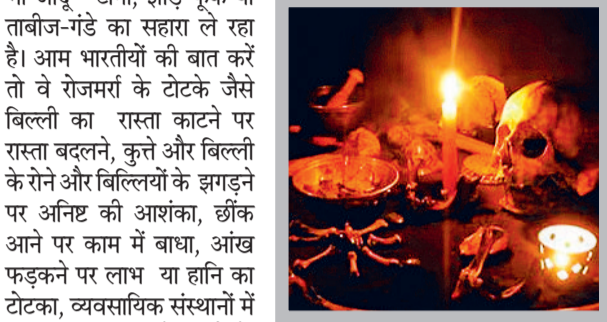 ताबीज-गंडे का सहारा ले रहा
है। आम भारतीयों की बात करें
तो वे रोजमर्रा के टोटके जैसे
बिल्ली का रास्ता काटने पर
रास्ता बदलने, कुत्ते और बिल्ली
के रोने और बिल्लियों के झगड़ने
पर अनिष्ट की आशंका, छींक
आने पर काम में बाधा, आंख
फड़कने पर लाभ या हानि का
टोटका, व्यवसायिक संस्थानों में